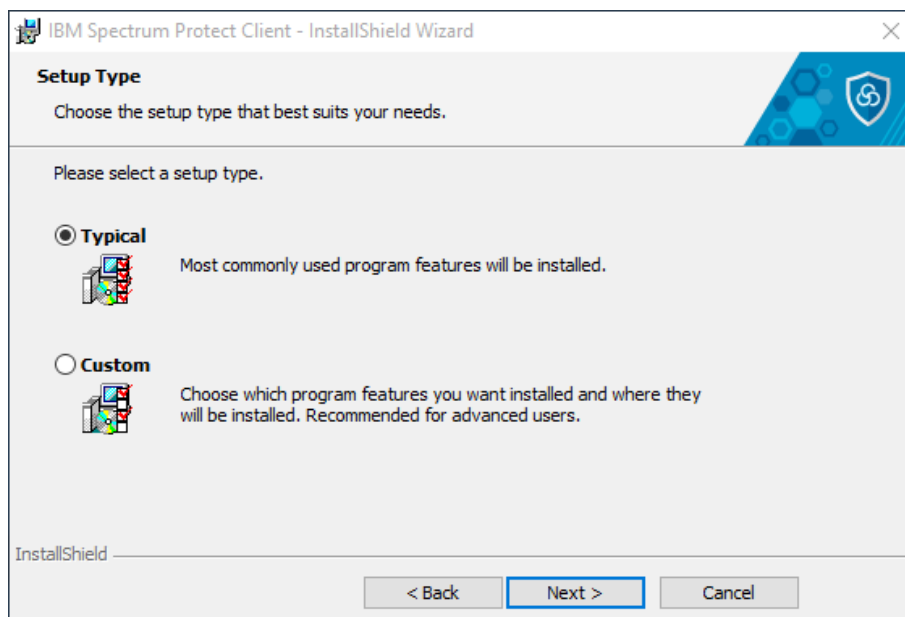 IBM Spectrum Protect Client - InstallShield Wizard
Setup Type
Choose the setup type that best suits your needs.
Please select a setup type.
Typical
Most commonly used program features will be installed.
Custom
Choose which program features you want installed and where they
will be installed. Recommended for advanced users.
InstallShield
< Back
Next >
Cancel